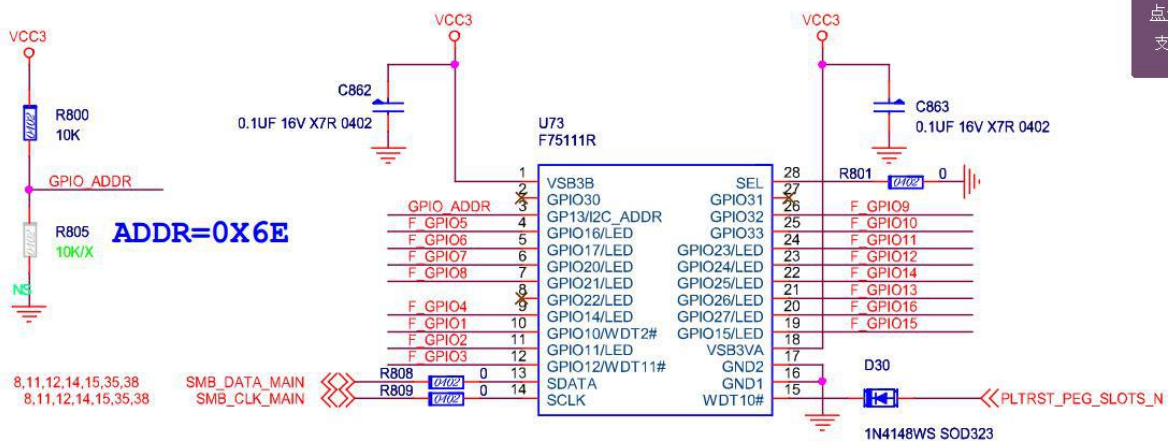 点
支
VCC3
R800
10K
GPIO_ADDR
R805
10K/X
NS
ADDR=0X6E
VCC3
C862
0.1UF 16V X7R 0402
VCC3
C863
0.1UF 16V X7R 0402
U73
F75111R
1 VSB3B SEL 28 R801 0402 0
2 GPIO30 GPIO31 27
GPIO_ADDR 3 GP13/I2C_ADDR GPIO32 26 F_GPIO9
F_GPIO5 4 GPIO16/LED GPIO33 25 F_GPIO10
F_GPIO6 5 GPIO17/LED GPIO23/LED 24 F_GPIO11
F_GPIO7 6 GPIO20/LED GPIO24/LED 23 F_GPIO12
F_GPIO8 7 GPIO21/LED GPIO25/LED 22 F_GPIO14
8 GPIO22/LED GPIO26/LED 21 F_GPIO13
F_GPIO4 9 GPIO14/LED GPIO27/LED 20 F_GPIO16
F_GPIO1 10 GPIO10/WDT2# GPIO15/LED 19 F_GPIO15
F_GPIO2 11 GPIO11/LED VSB3VA 18
F_GPIO3 12 GPIO12/WDT11# GND2 17
8,11,12,14,15,35,38 SMB_DATA_MAIN R808 0402 0 13 SDATA GND1 16
8,11,12,14,15,35,38 SMB_CLK_MAIN R809 0402 0 14 SCLK WDT10# 15
D30
PLTRST_PEG_SLOTS_N
1N4148WS SOD323
0402
0402